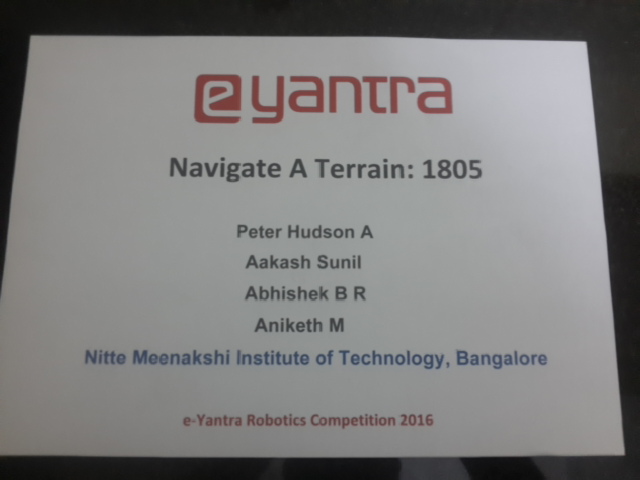 e yantra
Navigate A Terrain: 1805
Peter Hudson A
Aakash Sunil
Abhishek B R
Aniketh M
Nitte Meenakshi Institute of Technology, Bangalore
e-Yantra Robotics Competition 2016